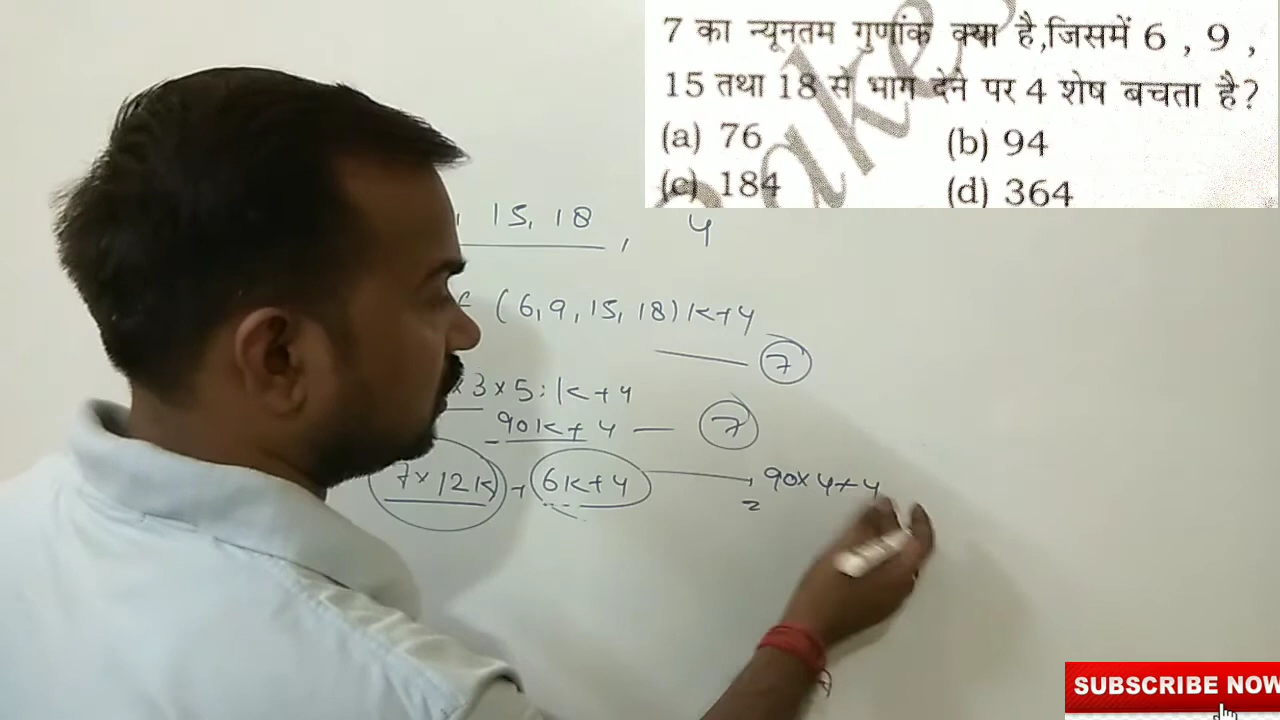 7 का न्यूनतम गुणांक क्या है,जिसमें 6 , 9 ,
15 तथा 18 से भाग देने पर 4 शेष बचता है?
(a) 76 (b) 94
(c) 184 (d) 364
15, 18 , 4
(6,9,15,18)k+4
7
3×5:k+4
90k+4 — 7
7×12k + 6k+4 → 90×4+4
=
SUBSCRIBE NOW